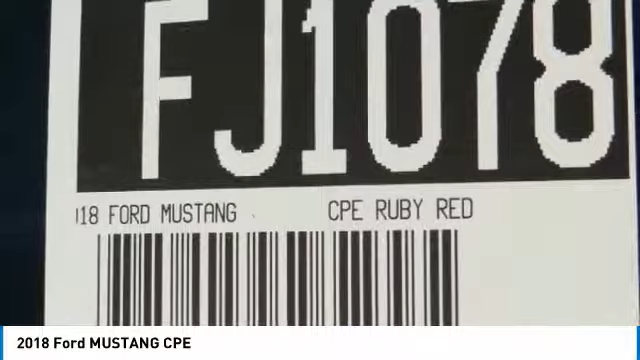 FJ1078
18 FORD MUSTANG CPE RUBY RED
2018 Ford MUSTANG CPE